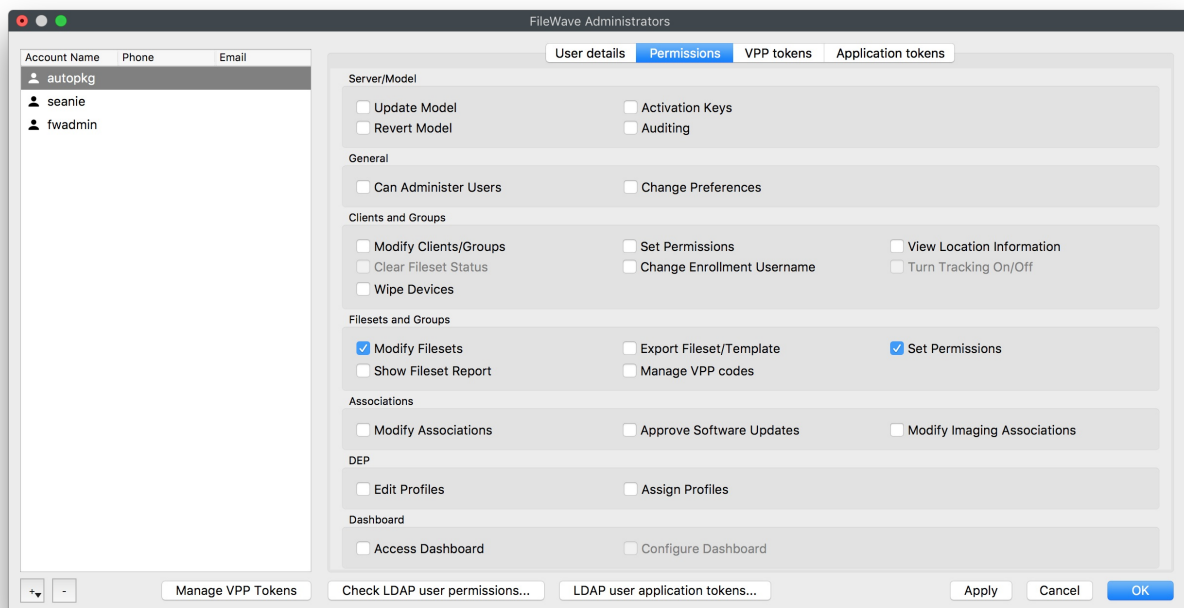 FileWave Administrators
Account Name Phone Email
autopkg
seanie
fwadmin
User details Permissions VPP tokens Application tokens
Server/Model
Update Model Activation Keys
Revert Model Auditing
General
Can Administer Users Change Preferences
Clients and Groups
Modify Clients/Groups Set Permissions View Location Information
Clear Fileset Status Change Enrollment Username Turn Tracking On/Off
Wipe Devices
Filesets and Groups
Modify Filesets Export Fileset/Template Set Permissions
Show Fileset Report Manage VPP codes
Associations
Modify Associations Approve Software Updates Modify Imaging Associations
DEP
Edit Profiles Assign Profiles
Dashboard
Access Dashboard Configure Dashboard
+ - Manage VPP Tokens Check LDAP user permissions... LDAP user application tokens... Apply Cancel OK